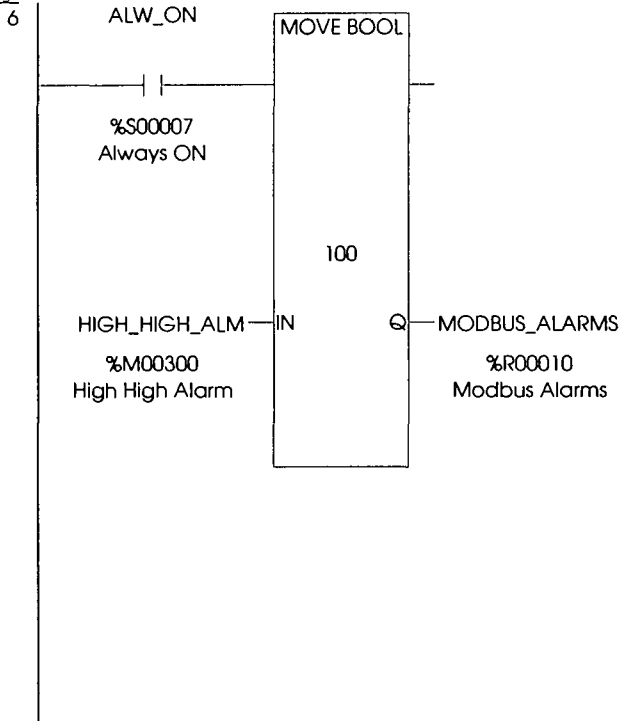 6
ALW_ON
MOVE BOOL
%S00007
Always ON
100
HIGH_HIGH_ALM
IN
Q
MODBUS_ALARMS
%M00300
High High Alarm
%R00010
Modbus Alarms